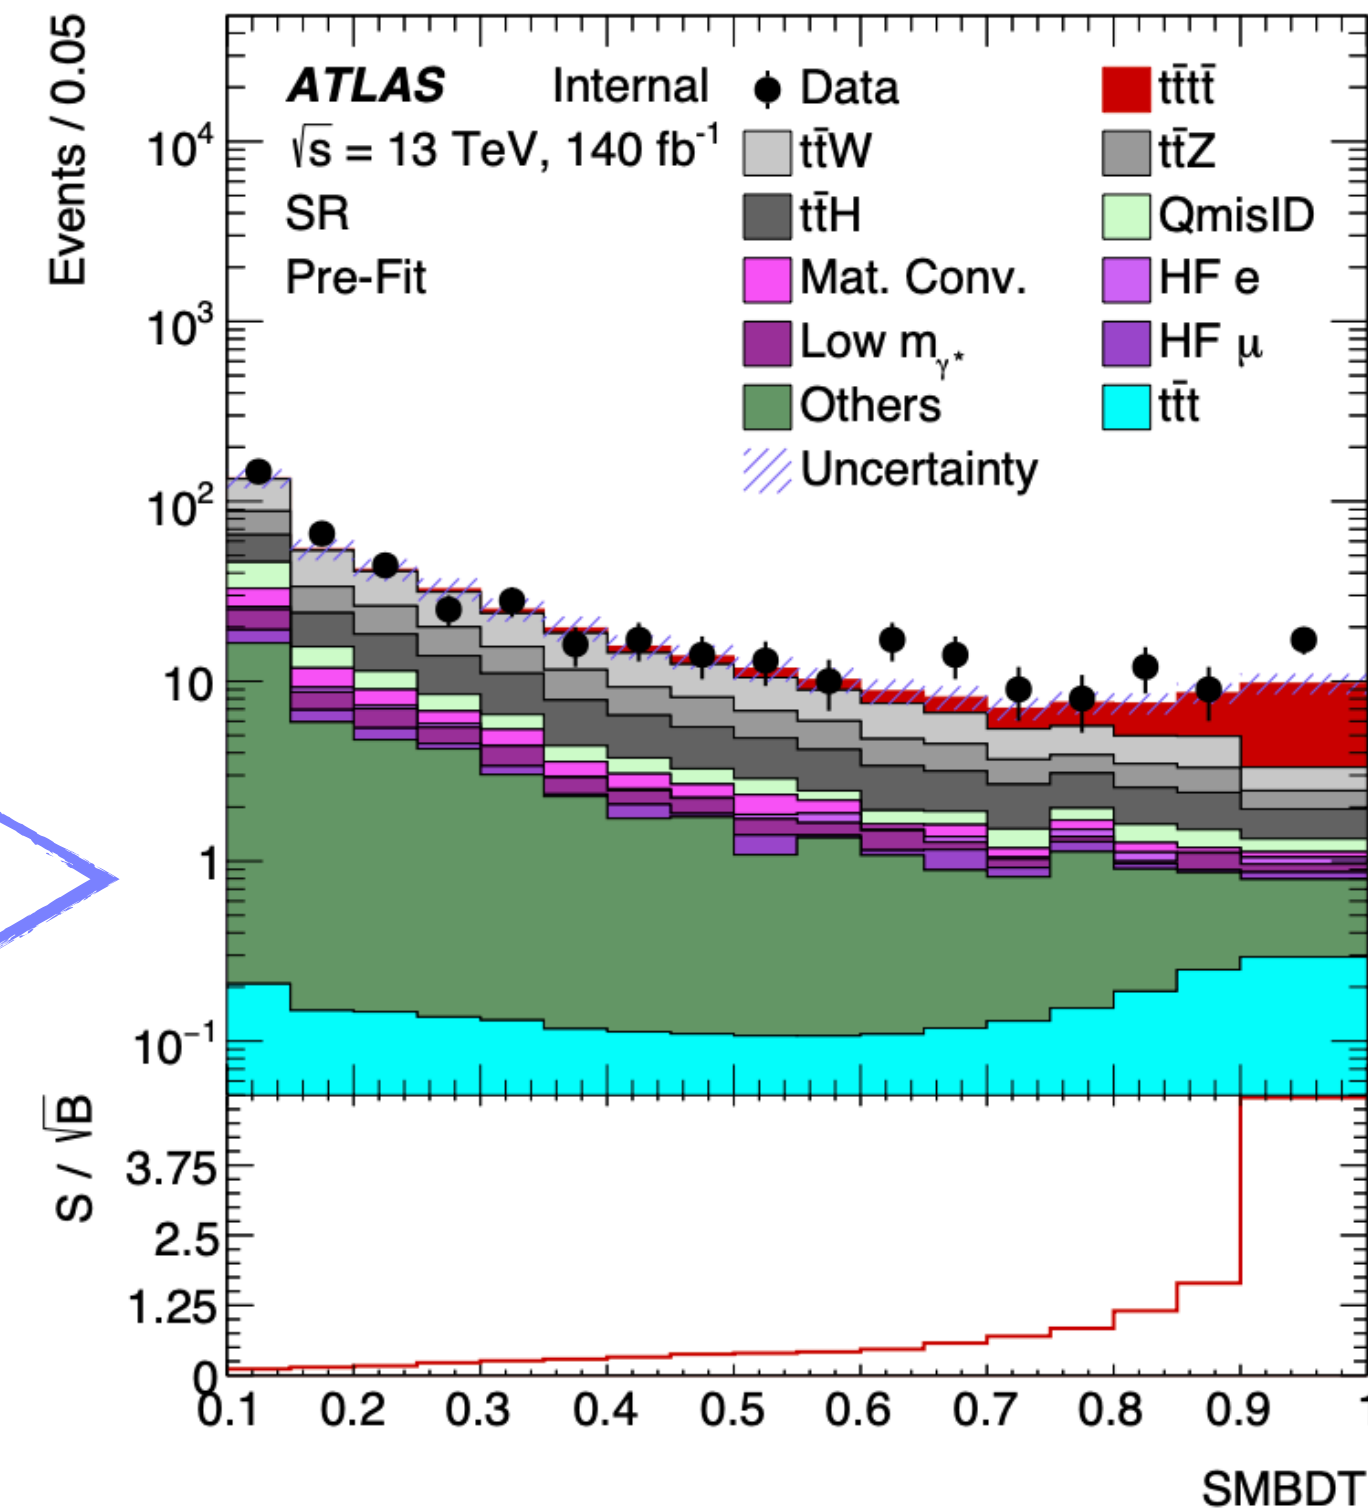 Events / 0.05
ATLAS Internal
√s = 13 TeV, 140 fb⁻¹
SR
Pre-Fit
Data
tt̄tt̄
tt̄W
tt̄Z
tt̄H
QmisID
Mat. Conv.
HF e
Low mγ*
HF μ
Others
tt̄t
Uncertainty
10⁴
10³
10²
10
1
10⁻¹
S / √B
3.75
2.5
1.25
0
0.1 0.2 0.3 0.4 0.5 0.6 0.7 0.8 0.9 1
SMBDT